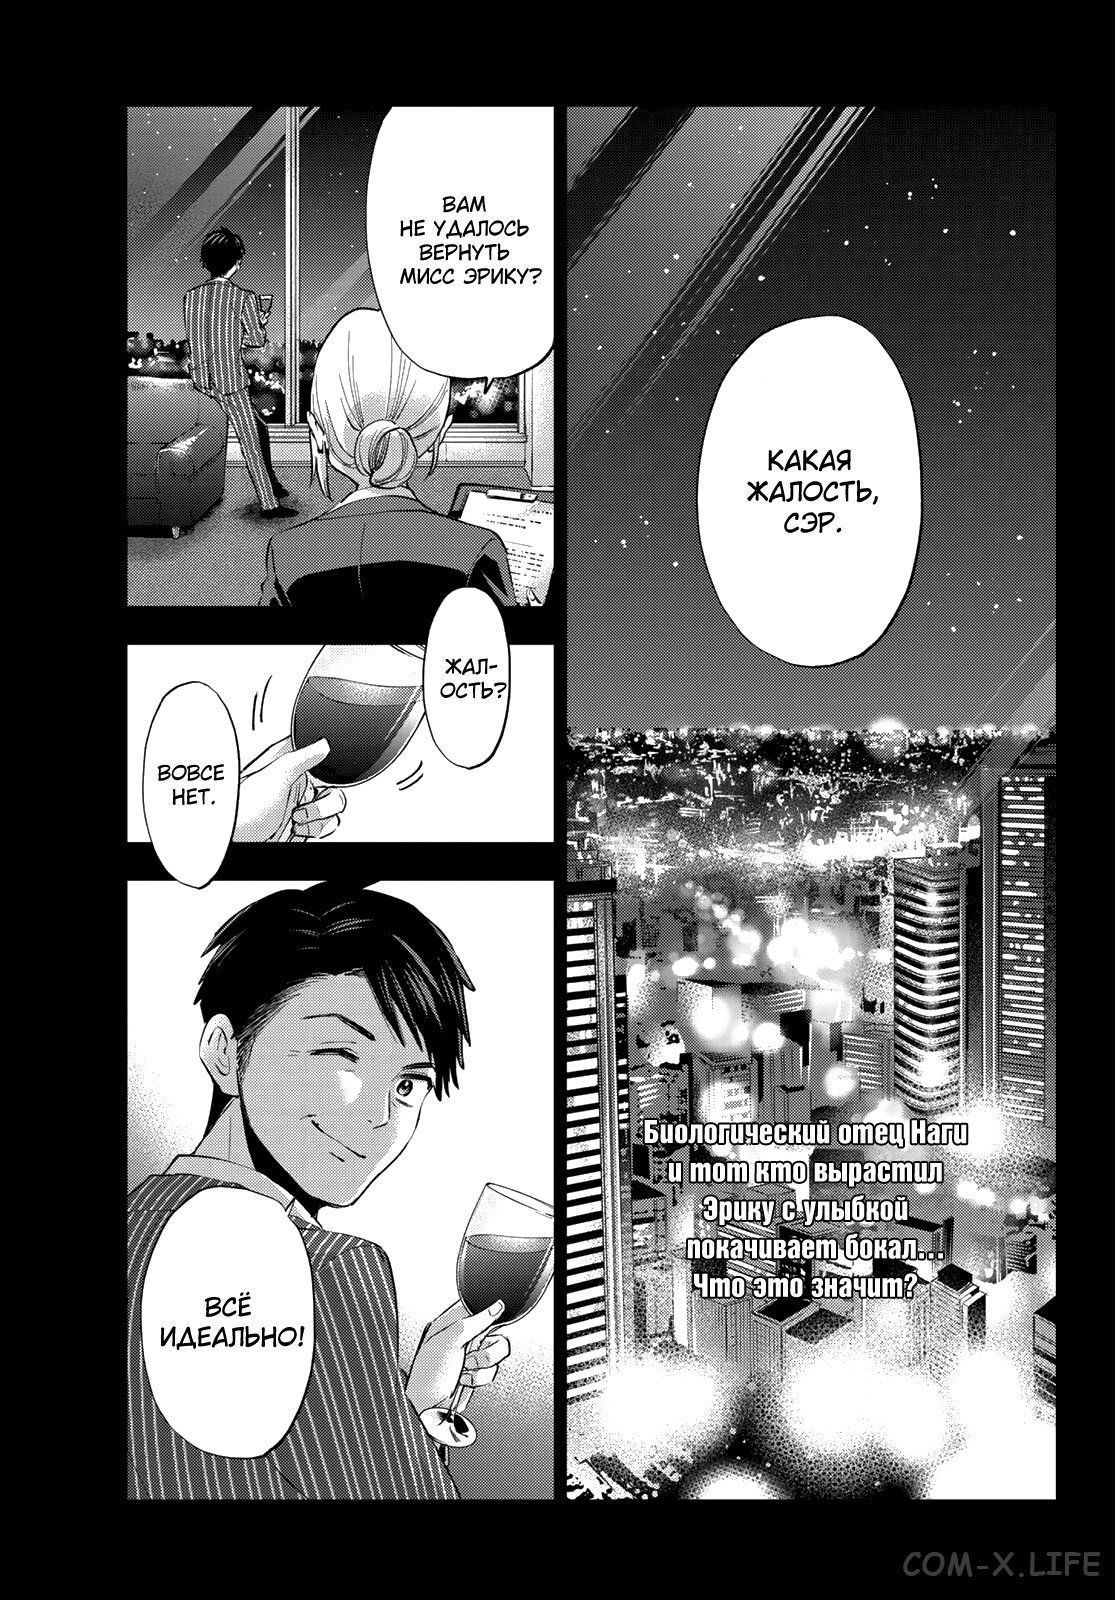 КАКАЯ
ЖАЛОСТЬ,
СЭР.
Биологический отец Наги
и тот кто вырастил
Эрику с улыбкой
покачивает бокал...
Что это значит?
ВАМ
НЕ УДАЛОСЬ
ВЕРНУТЬ
МИСС ЭРИКУ?
ЖАЛ-
ОСТЬ?
ВОВСЕ
НЕТ.
ВСЁ
ИДЕАЛЬНО!
COM-X.LIFE